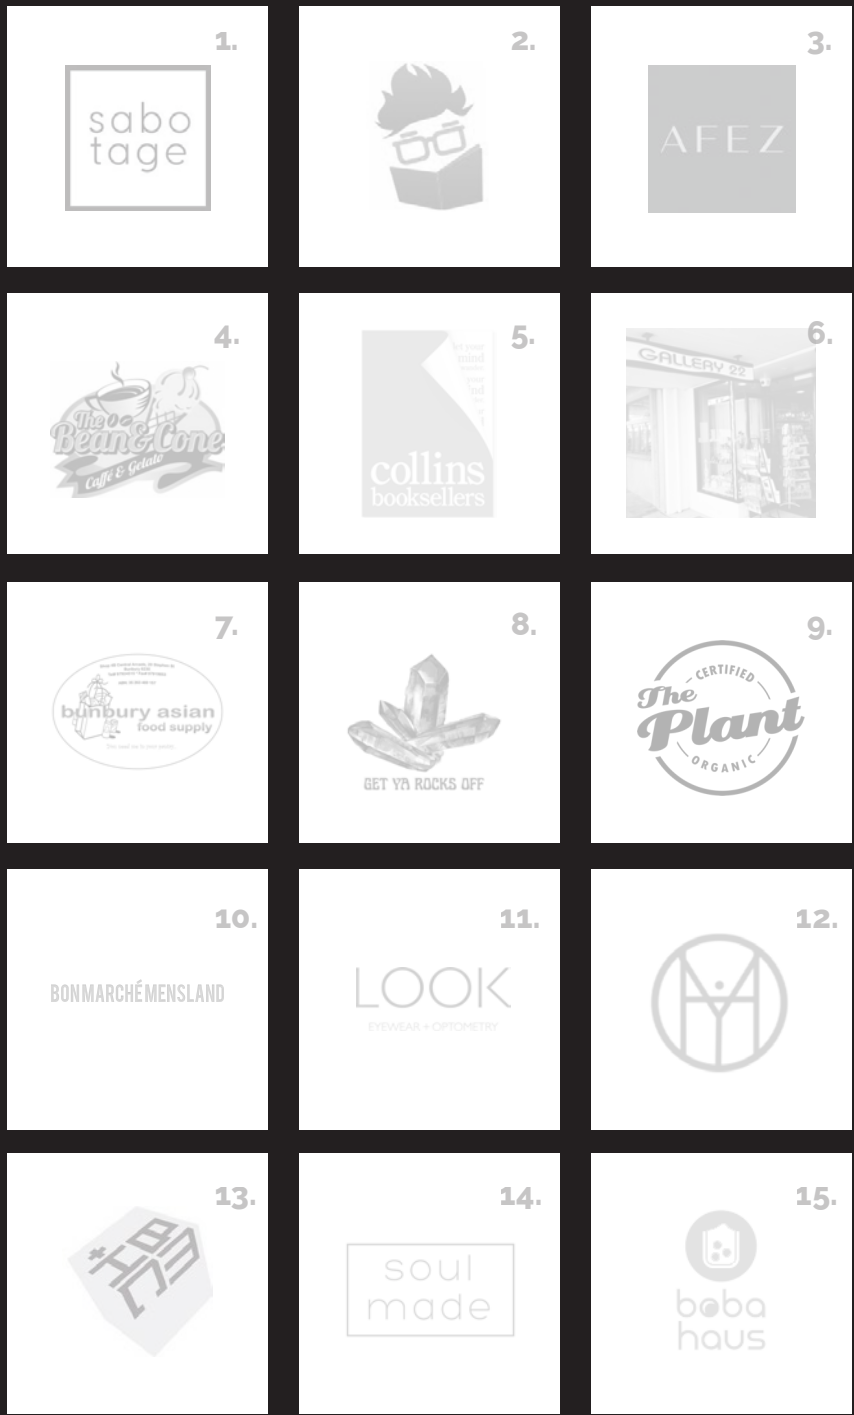 1.
sabo
tage
2.
3.
AFEZ
4.
The
Bean & Cone
Caffé & Gelato
5.
collins
booksellers
6.
GALLERY 22
7.
bunbury asian
food supply
8.
GET YA ROCKS OFF
9.
CERTIFIED
The
Plant
ORGANIC
10.
BONMARCHÉ MENSLAND
11.
LOOK
EYEWEAR + OPTOMETRY
12.
13.
14.
soul
made
15.
boba
haus